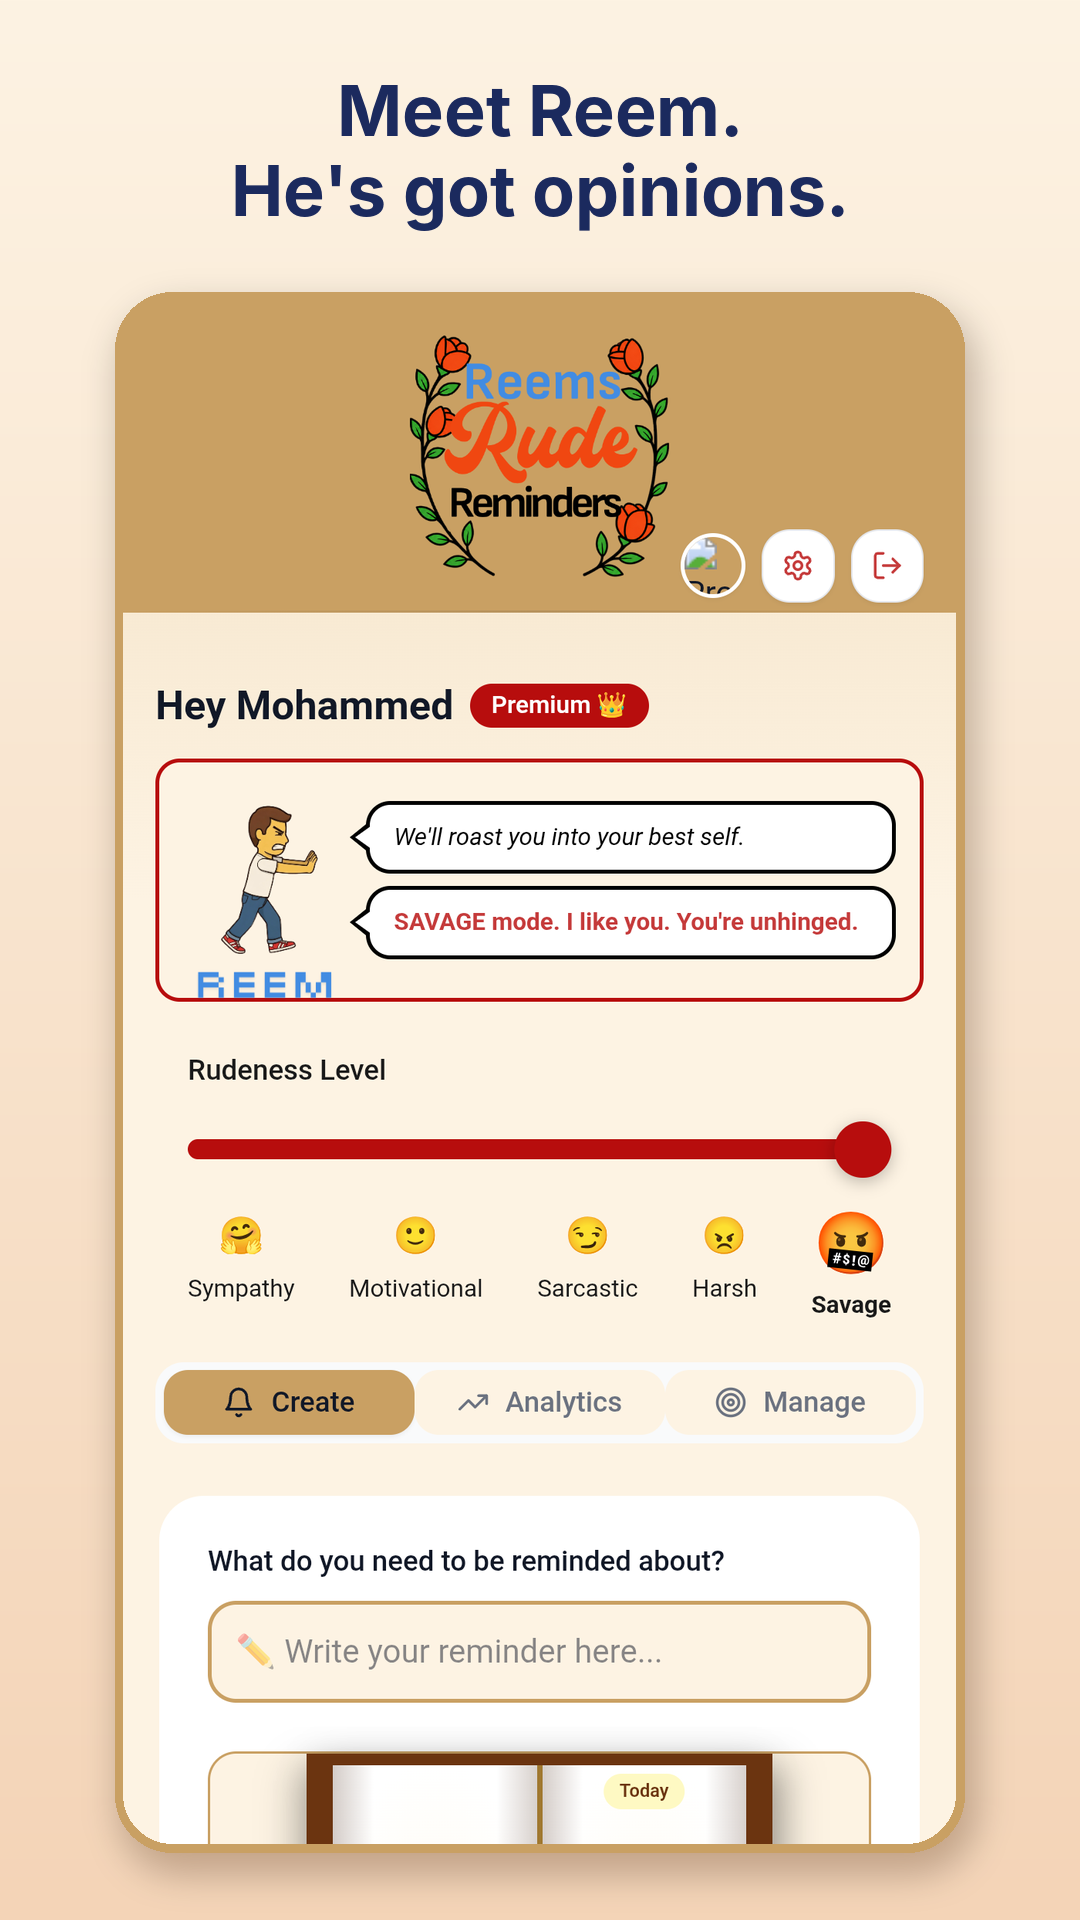 Meet Reem.
He's got opinions.
Reems
Rude
Reminders
Hey Mohammed
Premium 👑
We'll roast you into your best self.
SAVAGE mode. I like you. You're unhinged.
REEM
Rudeness Level
#$!@
Sympathy
Motivational
Sarcastic
Harsh
Savage
Create
Analytics
Manage
What do you need to be reminded about?
✏️ Write your reminder here...
Today